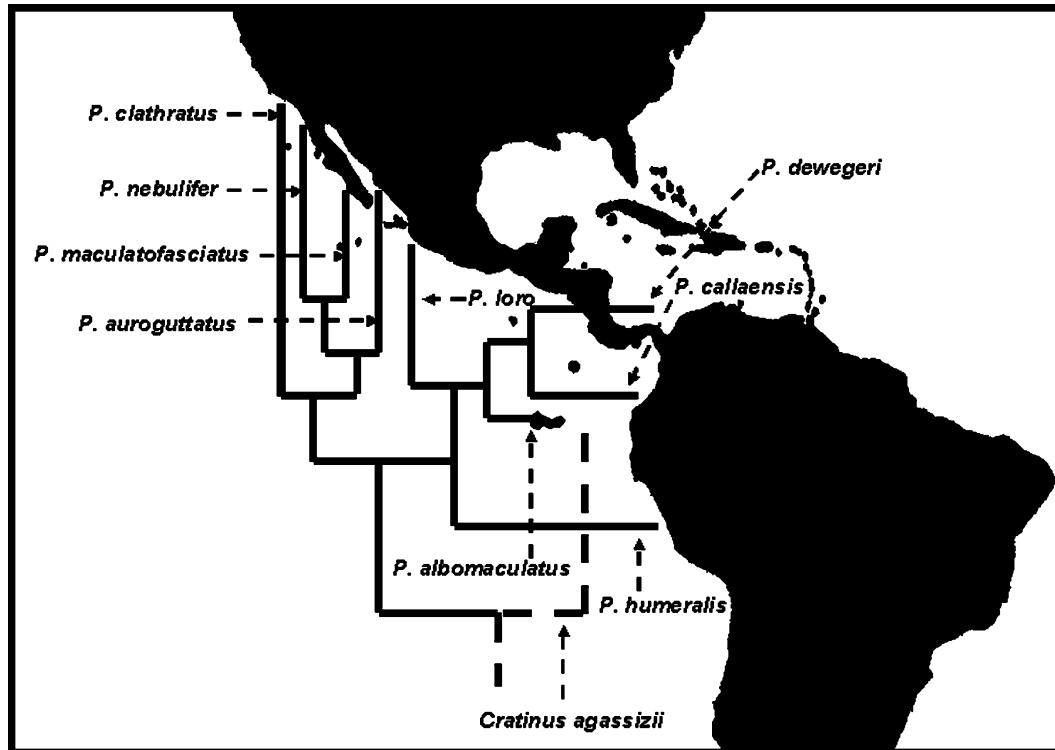 P. clathratus
P. dewegeri
P. nebulifer
P. maculatofasciatus
P. callaensis
P. loro
P. auroguttatus
P. albomaculatus
P. humeralis
Cratinus agassizii